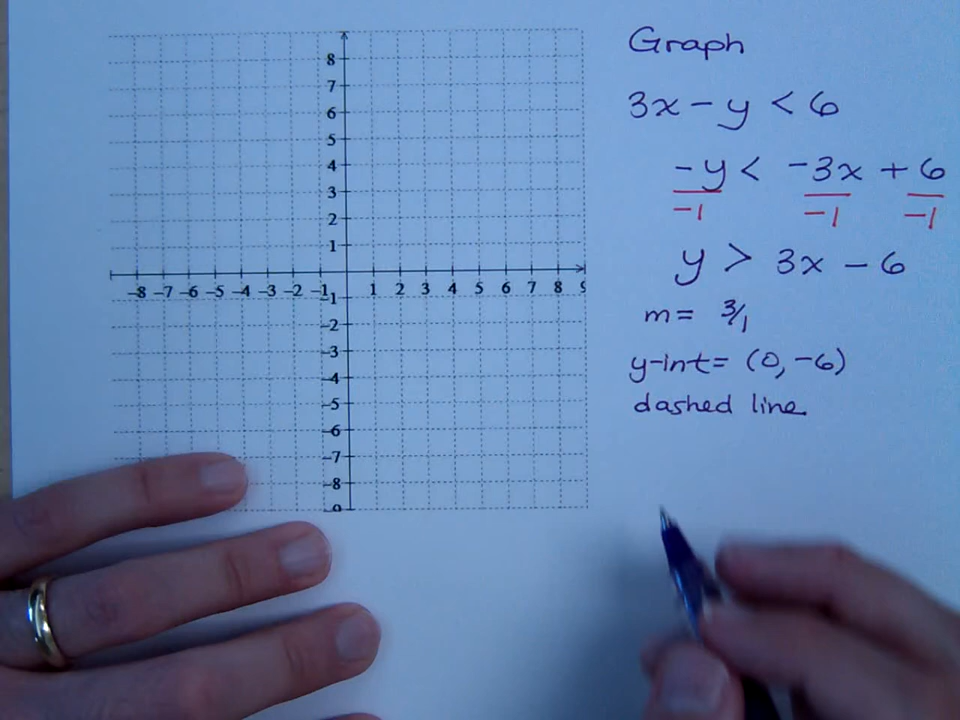 Graph
3x - y < 6
-y < -3x + 6
-1 -1 -1
y > 3x - 6
m = 3/1
y-int = (0, -6)
dashed line
8
7
6
5
4
3
2
1
-8 -7 -6 -5 -4 -3 -2 -1 1 2 3 4 5 6 7 8 9
-1
-2
-3
-4
-5
-6
-7
-8
-9